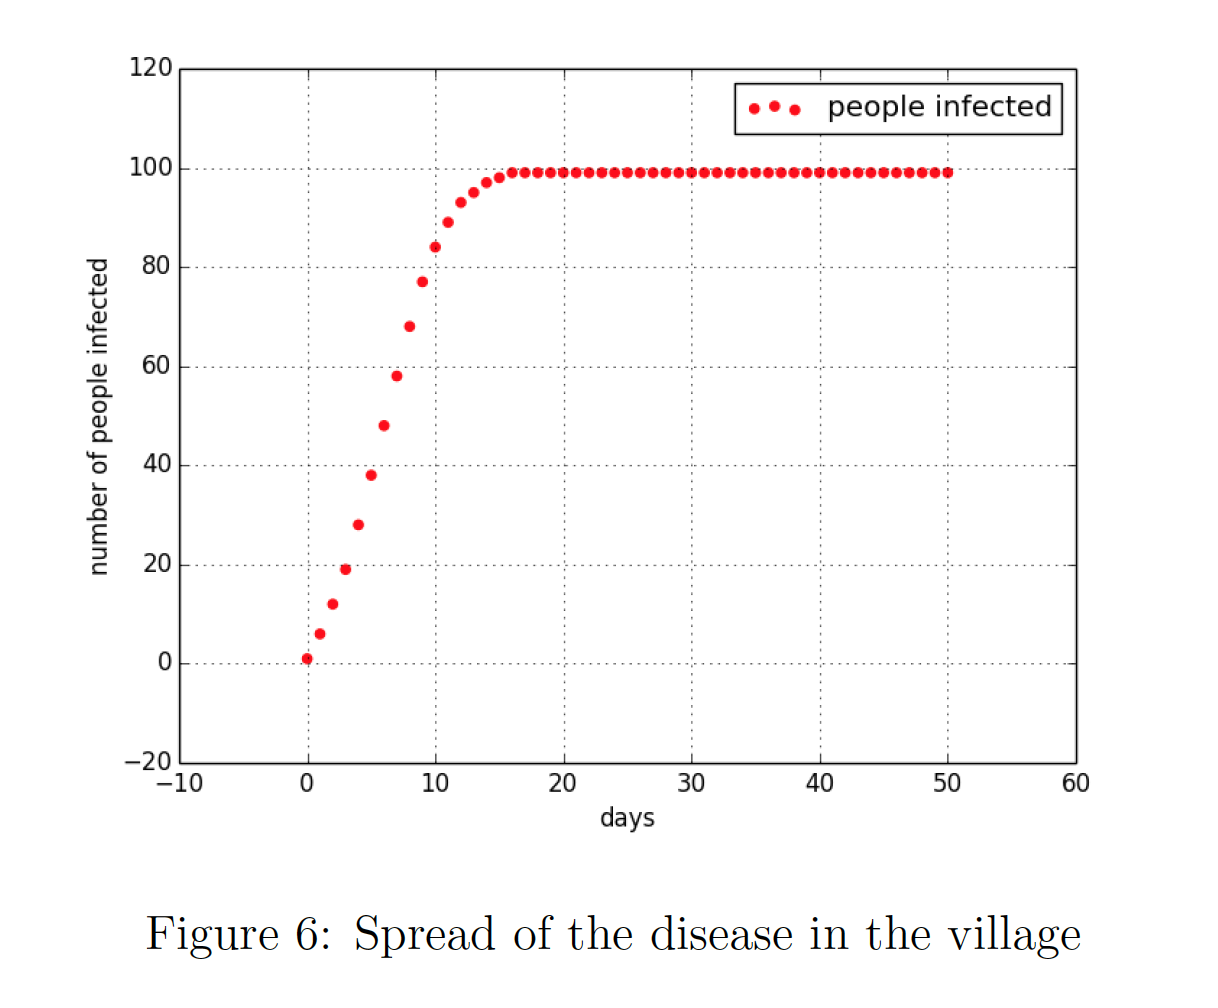 120
people infected
100
80
60
40
20
0
−20
number of people infected
−10 0 10 20 30 40 50 60
days
Figure 6: Spread of the disease in the village